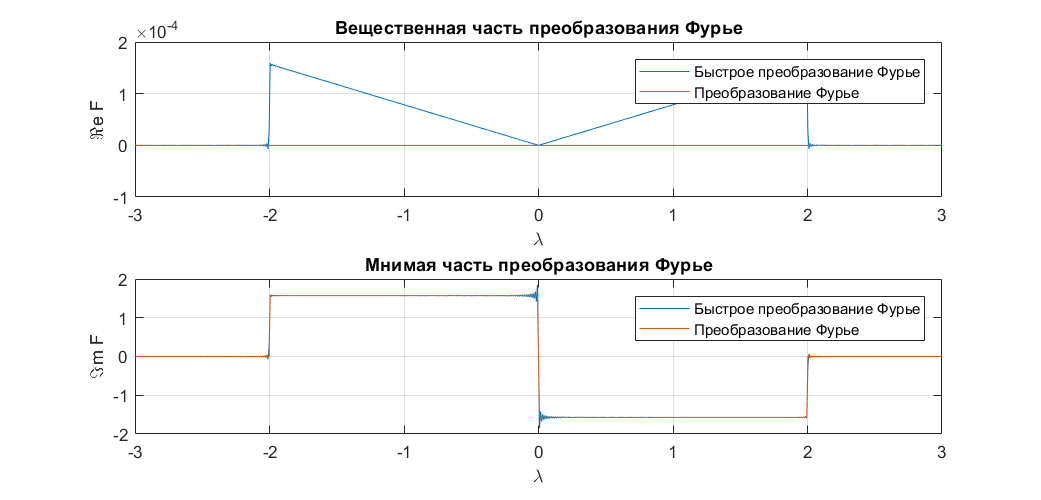 Вещественная часть преобразования Фурье
×10-4
2
1
0
-1
ℜe F
Быстрое преобразование Фурье
Преобразование Фурье
-3 -2 -1 0 1 2 3
λ
Мнимая часть преобразования Фурье
2
1
0
-1
-2
ℑm F
Быстрое преобразование Фурье
Преобразование Фурье
-3 -2 -1 0 1 2 3
λ